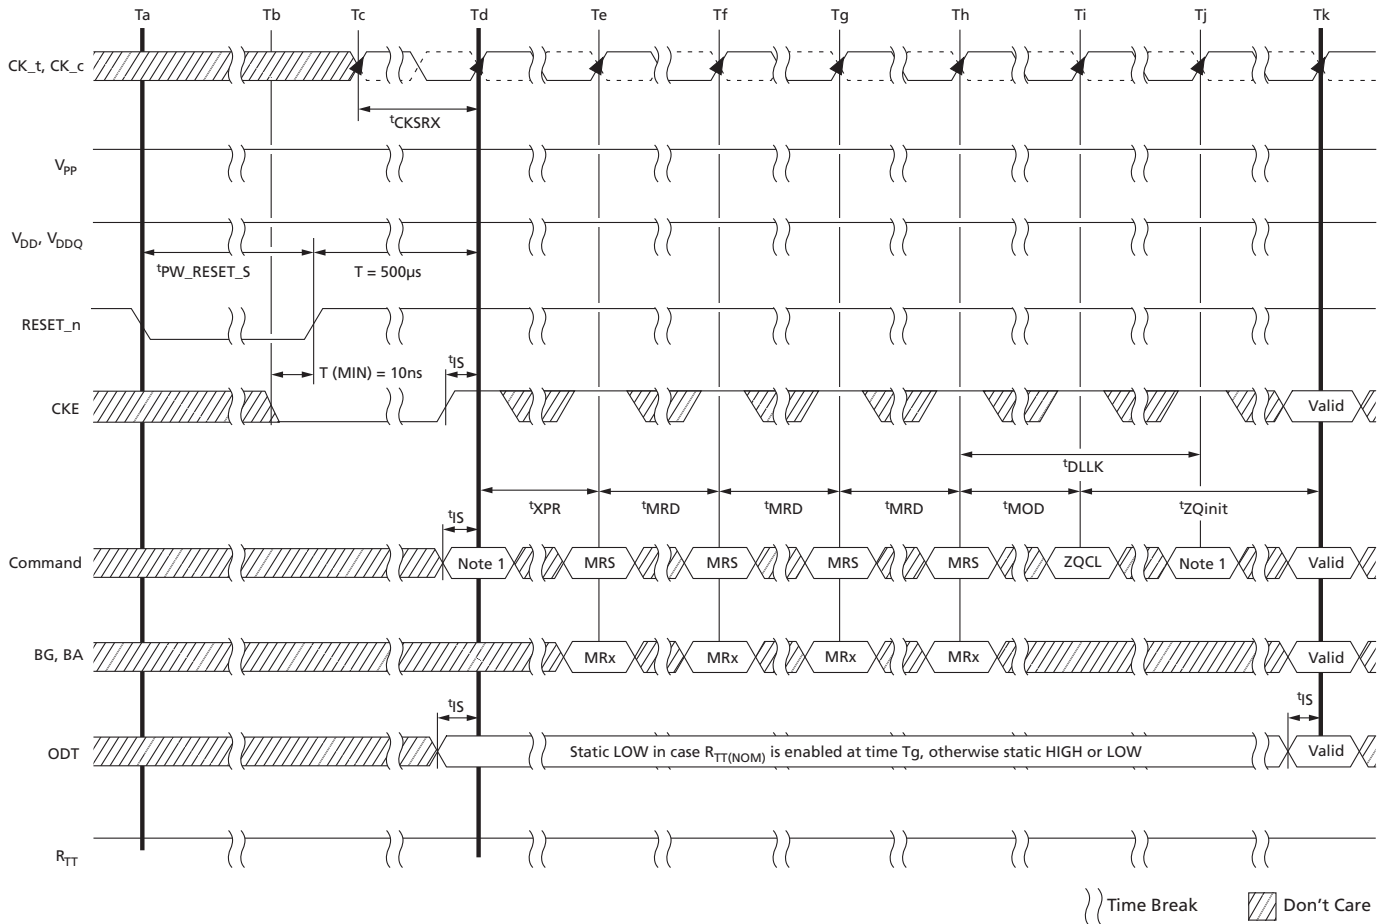 Ta Tb Tc Td Te Tf Tg Th Ti Tj Tk
CK_t, CK_c
tCKSRX
VPP
VDD, VDDQ
tPW_RESET_S T = 500µs
RESET_n
T (MIN) = 10ns tIS
CKE Valid
tDLLK
tXPR tMRD tMRD tMRD tMOD tZQinit
tIS
Command Note 1 MRS MRS MRS MRS ZQCL Note 1 Valid
BG, BA MRx MRx MRx MRx Valid
tIS tIS
ODT Static LOW in case RTT(NOM) is enabled at time Tg, otherwise static HIGH or LOW Valid
RTT
Time Break Don't Care